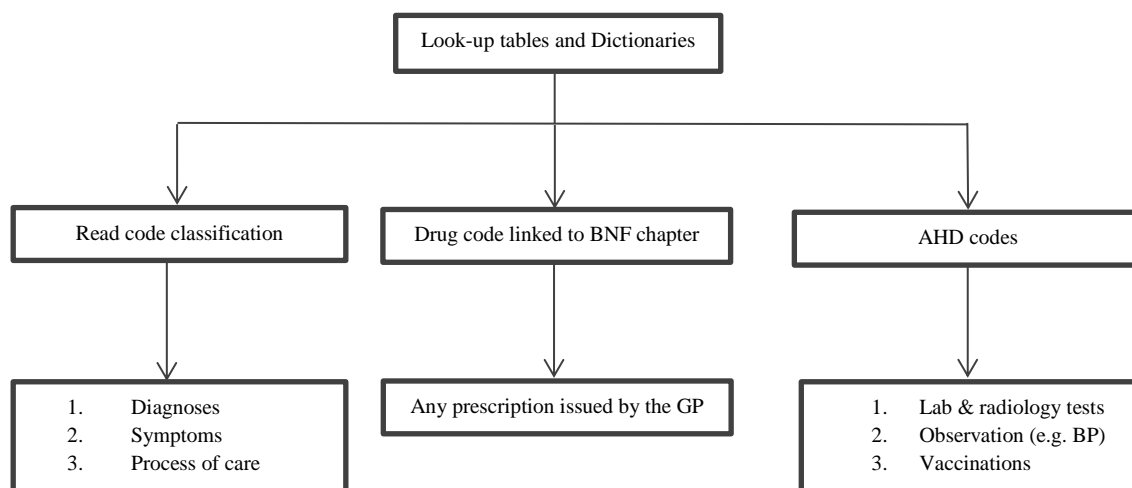 Look-up tables and Dictionaries
Read code classification
Drug code linked to BNF chapter
AHD codes
1. Diagnoses
2. Symptoms
3. Process of care
Any prescription issued by the GP
1. Lab & radiology tests
2. Observation (e.g. BP)
3. Vaccinations